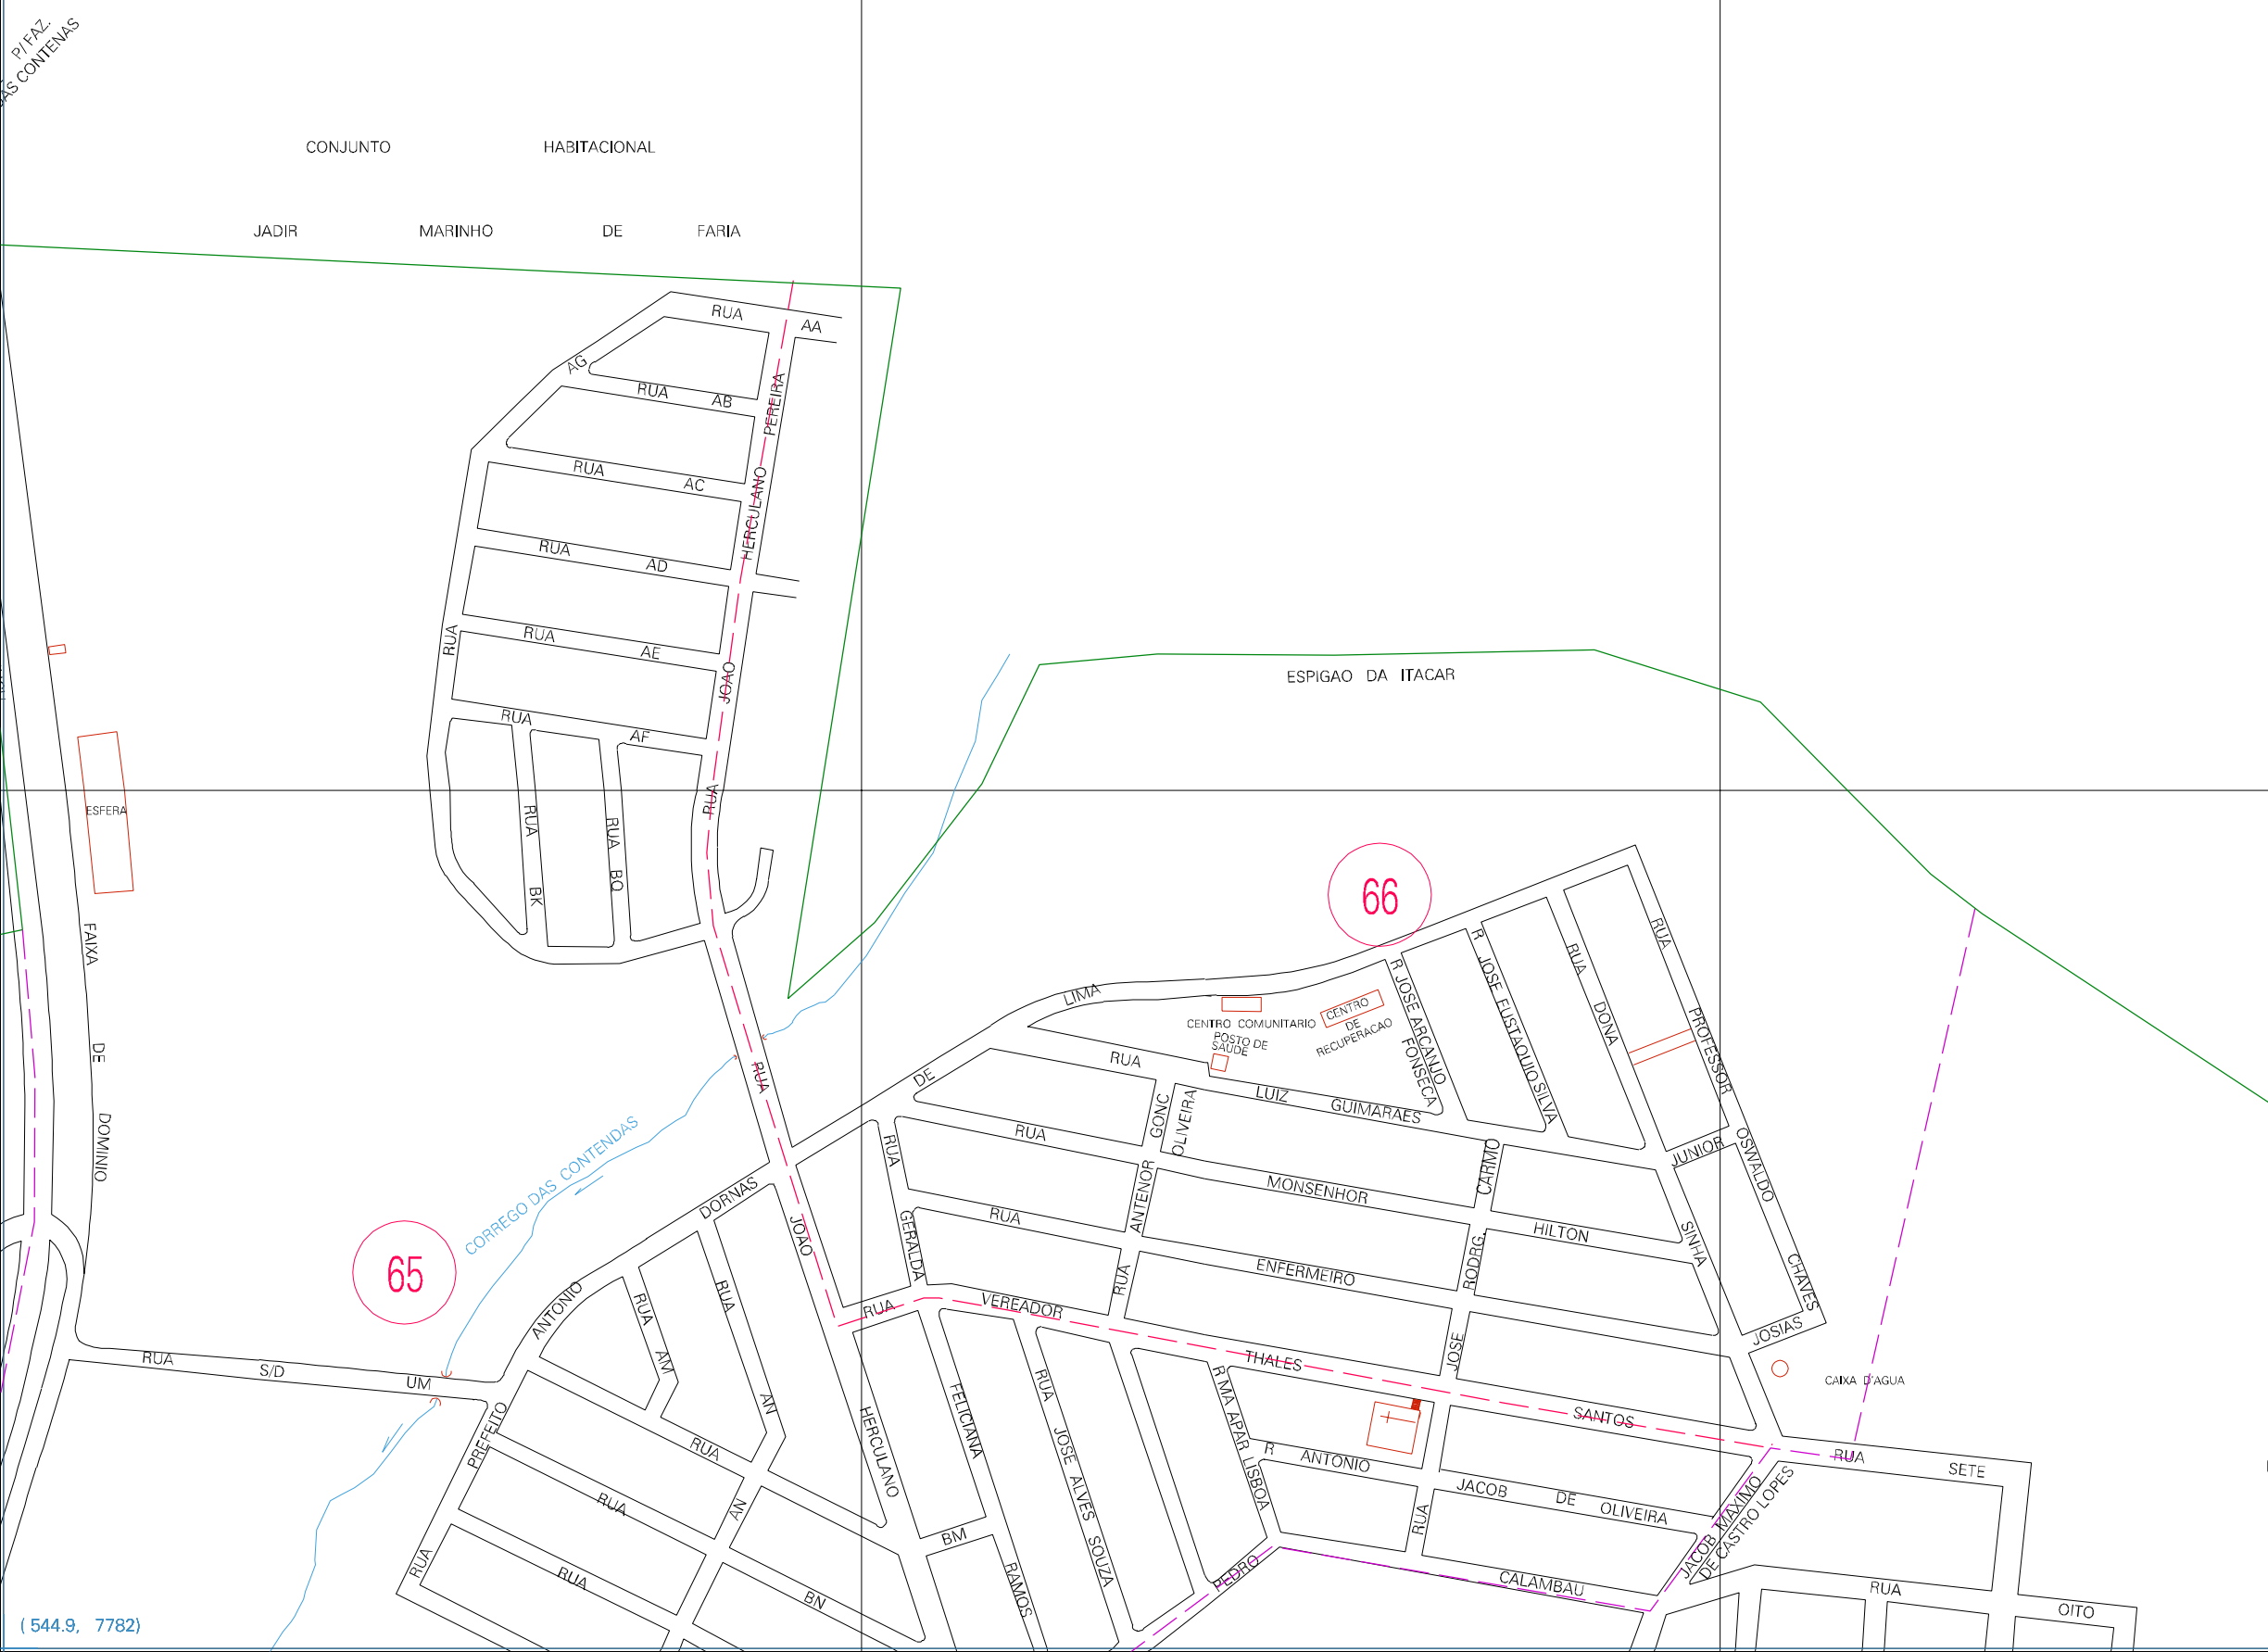 P/ FAZ.
DAS CONTENAS
CONJUNTO HABITACIONAL
JADIR MARINHO DE FARIA
RUA AA
AG
RUA AB
RUA AC
RUA AD
RUA AE
RUA AF
RUA
RUA JOAO HERCULANO PEREIRA
RUA BK
RUA BQ
ESFERA
FAIXA DE DOMINIO
ESPIGAO DA ITACAR
66
65
CORREGO DAS CONTENDAS
RUA PREFEITO ANTONIO DORNAS DE LIMA
CENTRO COMUNITARIO
POSTO DE
SAUDE
CENTRO
DE
RECUPERACAO
R JOSE ARCANJO
FONSECA
R JOSE EUSTAQUIO SILVA
RUA DONA SINHA
RUA PROFESSOR OSWALDO CHAVES
JUNIOR
JOSIAS
RUA LUIZ GUIMARAES
RUA MONSENHOR HILTON
RUA ENFERMEIRO
RUA VEREADOR THALES SANTOS
RUA GERALDA
RUA ANTENOR GONC
OLIVEIRA
RUA JOSE RODRG. CARMO
RUA JOAO HERCULANO
RUA S/D UM
RUA AM
RUA AN
AN
RUA
RUA
RUA
FELICIANA RAMOS
RUA JOSE ALVES SOUZA
R MA APAR LISBOA
R ANTONIO JACOB DE OLIVEIRA
BM
BN
PEDRO CALAMBAU
JACOB MAXIMO
DE CASTRO LOPES
CAIXA D'AGUA
RUA SETE
RUA OITO
( 544.9, 7782)